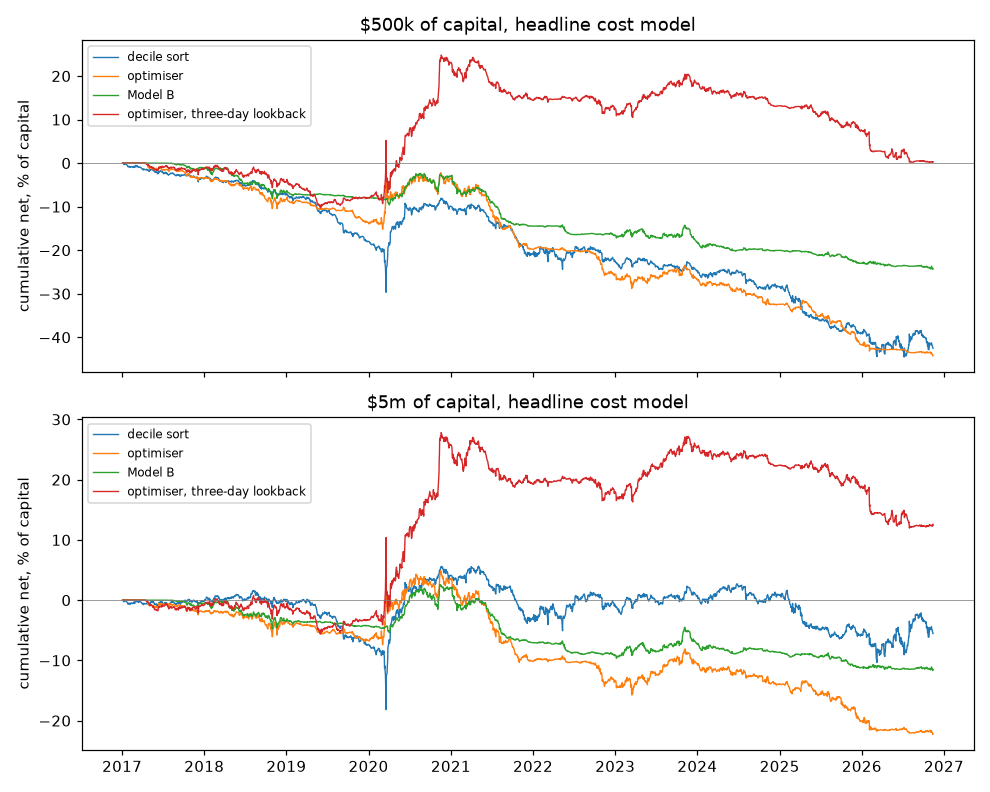 $500k of capital, headline cost model
decile sort
optimiser
Model B
optimiser, three-day lookback
cumulative net, % of capital
20
10
0
−10
−20
−30
−40
$5m of capital, headline cost model
decile sort
optimiser
Model B
optimiser, three-day lookback
cumulative net, % of capital
30
20
10
0
−10
−20
2017 2018 2019 2020 2021 2022 2023 2024 2025 2026 2027